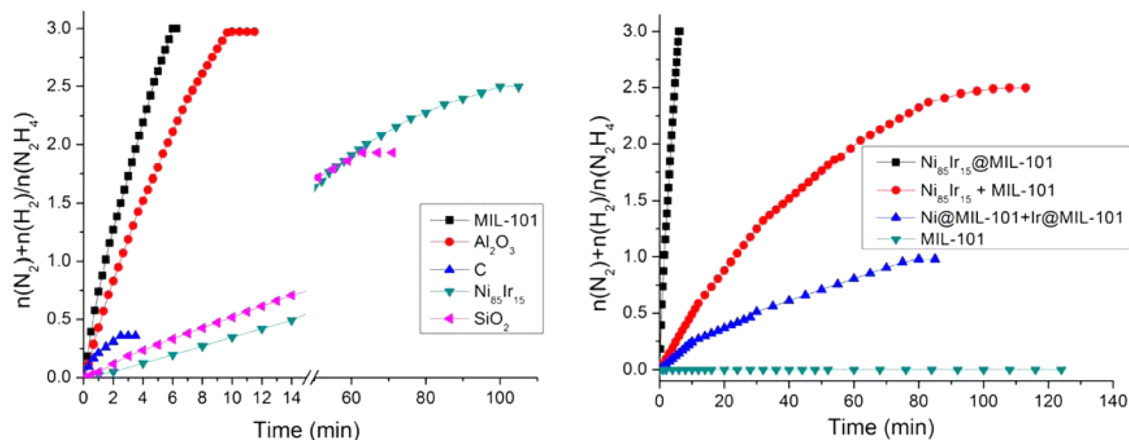 n(N₂)+n(H₂)/n(N₂H₄)
3.0
2.5
2.0
1.5
1.0
0.5
0.0
MIL-101
Al₂O₃
C
Ni₈₅Ir₁₅
SiO₂
0 2 4 6 8 10 12 14 60 80 100
Time (min)
n(N₂)+n(H₂)/n(N₂H₄)
3.0
2.5
2.0
1.5
1.0
0.5
0.0
Ni₈₅Ir₁₅@MIL-101
Ni₈₅Ir₁₅ + MIL-101
Ni@MIL-101+Ir@MIL-101
MIL-101
0 20 40 60 80 100 120 140
Time (min)